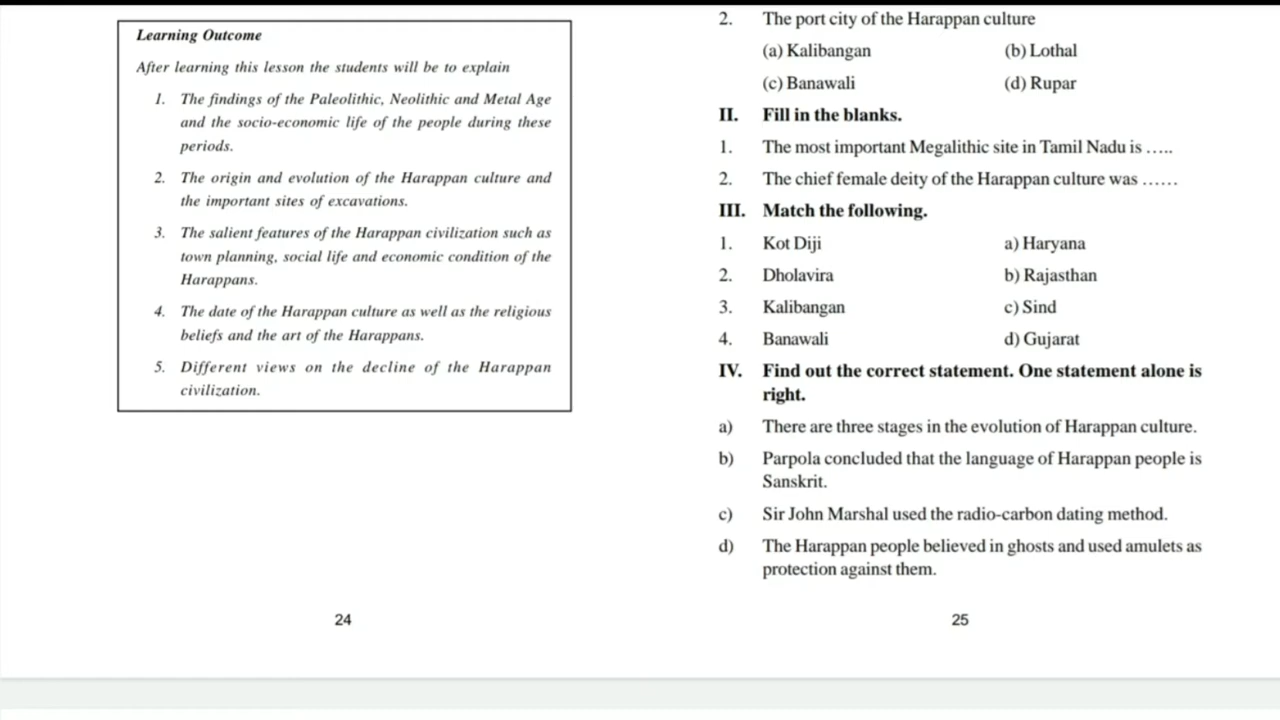 Learning Outcome
After learning this lesson the students will be to explain
1. The findings of the Paleolithic, Neolithic and Metal Age
and the socio-economic life of the people during these
periods.
2. The origin and evolution of the Harappan culture and
the important sites of excavations.
3. The salient features of the Harappan civilization such as
town planning, social life and economic condition of the
Harappans.
4. The date of the Harappan culture as well as the religious
beliefs and the art of the Harappans.
5. Different views on the decline of the Harappan
civilization.
24
2. The port city of the Harappan culture
(a) Kalibangan (b) Lothal
(c) Banawali (d) Rupar
II. Fill in the blanks.
1. The most important Megalithic site in Tamil Nadu is .....
2. The chief female deity of the Harappan culture was ......
III. Match the following.
1. Kot Diji a) Haryana
2. Dholavira b) Rajasthan
3. Kalibangan c) Sind
4. Banawali d) Gujarat
IV. Find out the correct statement. One statement alone is
right.
a) There are three stages in the evolution of Harappan culture.
b) Parpola concluded that the language of Harappan people is
Sanskrit.
c) Sir John Marshal used the radio-carbon dating method.
d) The Harappan people believed in ghosts and used amulets as
protection against them.
25